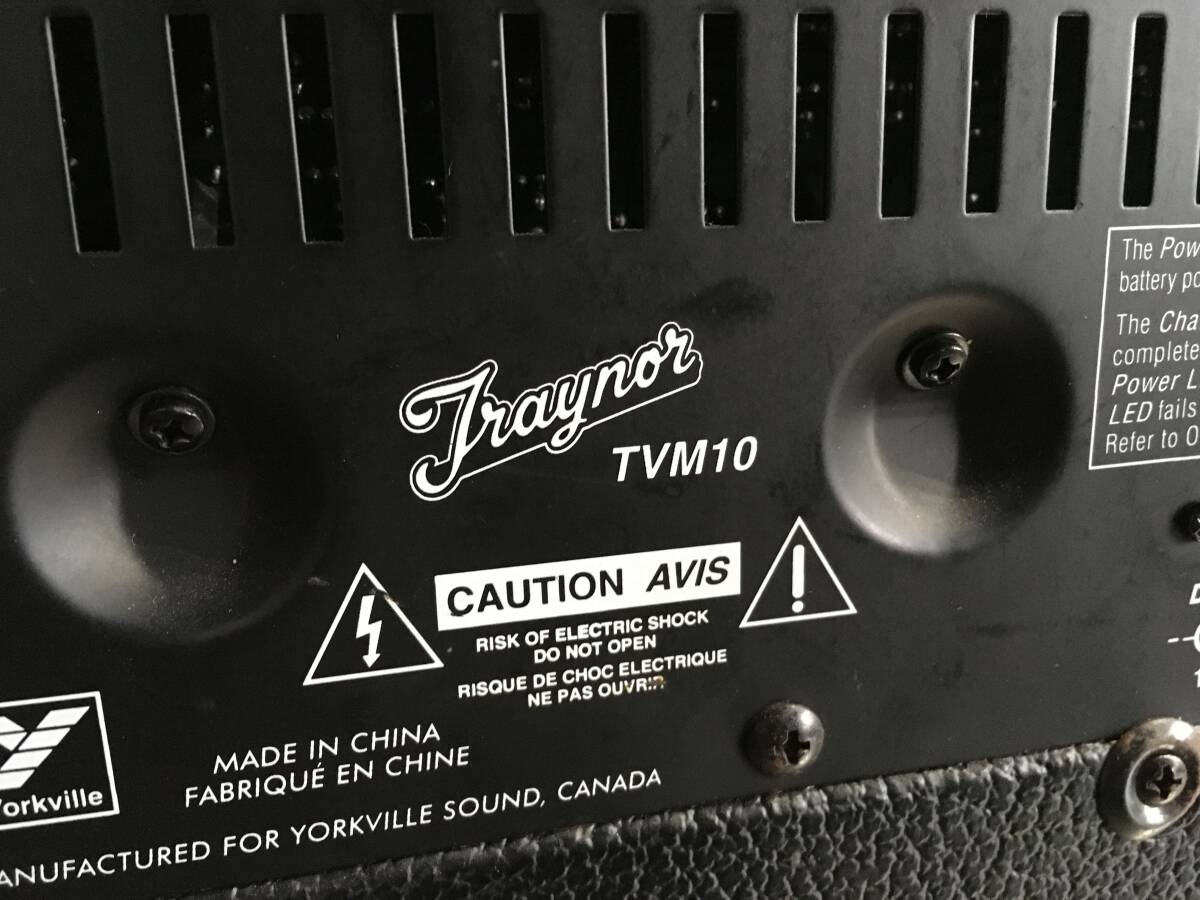 The Pow
battery po
The Cha
complete
Power L
LED fails
Refer to O
Traynor
TVM10
CAUTION AVIS
RISK OF ELECTRIC SHOCK
DO NOT OPEN
RISQUE DE CHOC ELECTRIQUE
NE PAS OUVRIR
Yorkville
MADE IN CHINA
FABRIQUÉ EN CHINE
MANUFACTURED FOR YORKVILLE SOUND, CANADA